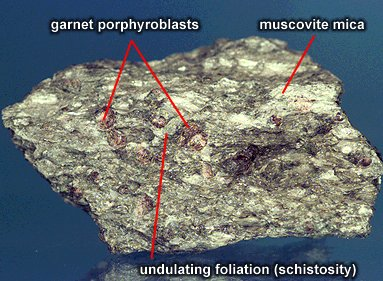 garnet porphyroblasts
muscovite mica
undulating foliation (schistosity)